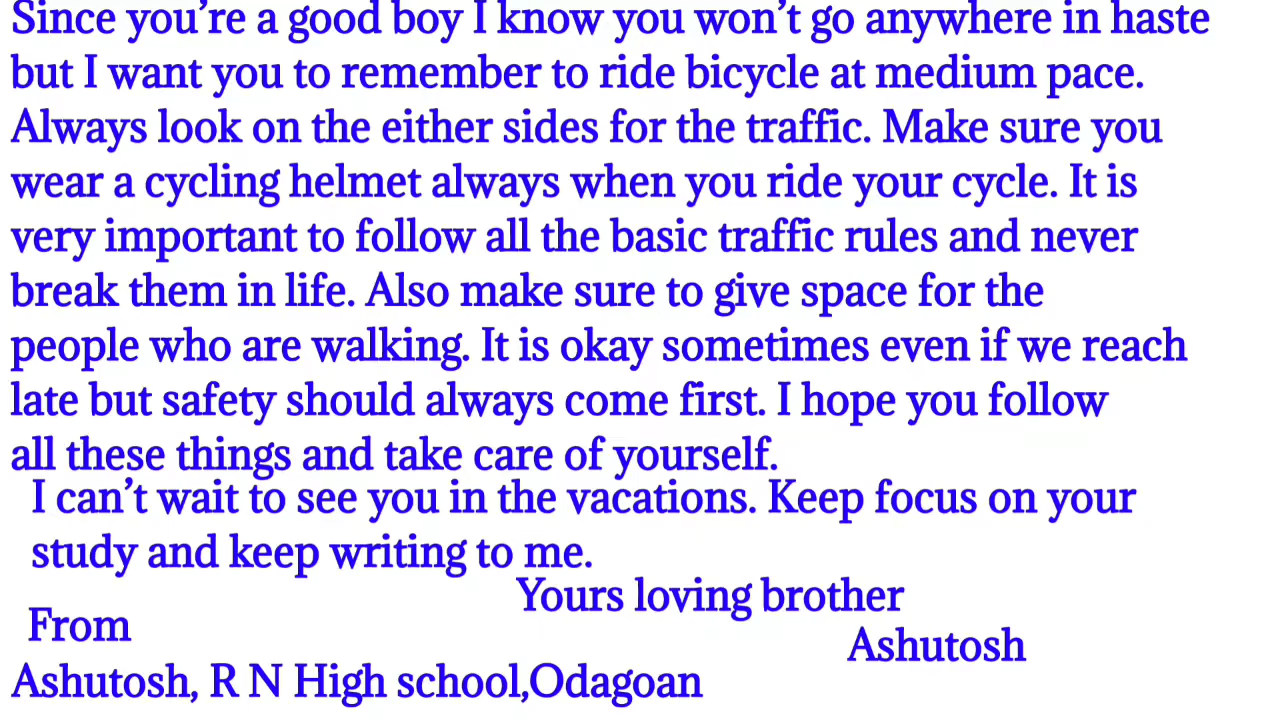 Since you’re a good boy I know you won’t go anywhere in haste
but I want you to remember to ride bicycle at medium pace.
Always look on the either sides for the traffic. Make sure you
wear a cycling helmet always when you ride your cycle. It is
very important to follow all the basic traffic rules and never
break them in life. Also make sure to give space for the
people who are walking. It is okay sometimes even if we reach
late but safety should always come first. I hope you follow
all these things and take care of yourself.
I can’t wait to see you in the vacations. Keep focus on your
study and keep writing to me.
Yours loving brother
From
Ashutosh
Ashutosh, R N High school,Odagoan